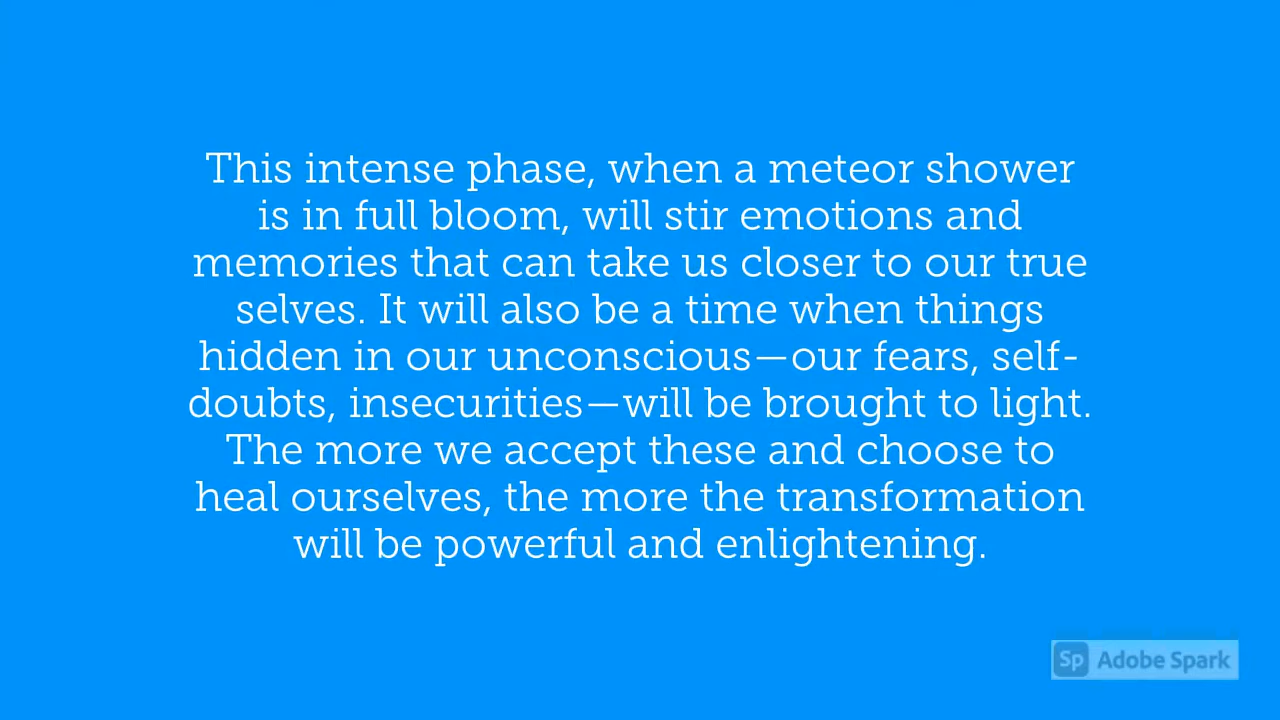 This intense phase, when a meteor shower
is in full bloom, will stir emotions and
memories that can take us closer to our true
selves. It will also be a time when things
hidden in our unconscious—our fears, self-
doubts, insecurities—will be brought to light.
The more we accept these and choose to
heal ourselves, the more the transformation
will be powerful and enlightening.
Sp Adobe Spark